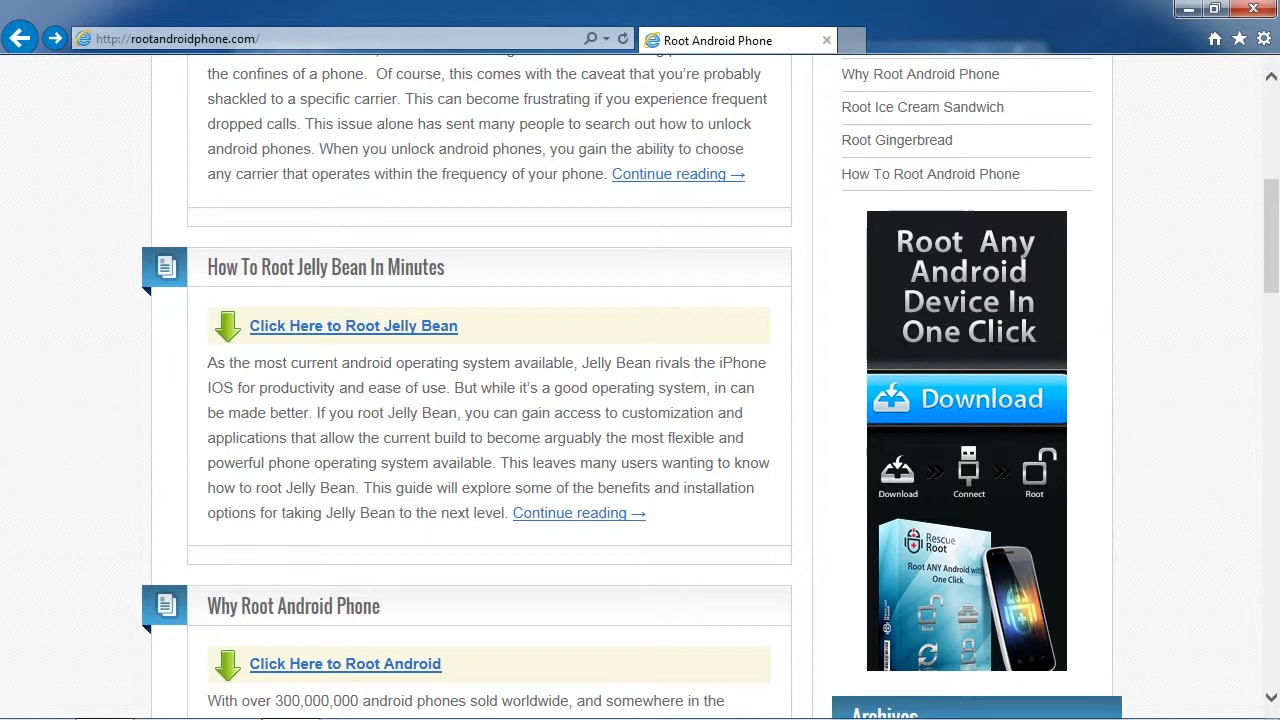 http://rootandroidphone.com/
Root Android Phone
the confines of a phone.  Of course, this comes with the caveat that you're probably
shackled to a specific carrier. This can become frustrating if you experience frequent
dropped calls. This issue alone has sent many people to search out how to unlock
android phones. When you unlock android phones, you gain the ability to choose
any carrier that operates within the frequency of your phone. Continue reading →
How To Root Jelly Bean In Minutes
Click Here to Root Jelly Bean
As the most current android operating system available, Jelly Bean rivals the iPhone
IOS for productivity and ease of use. But while it's a good operating system, in can
be made better. If you root Jelly Bean, you can gain access to customization and
applications that allow the current build to become arguably the most flexible and
powerful phone operating system available. This leaves many users wanting to know
how to root Jelly Bean. This guide will explore some of the benefits and installation
options for taking Jelly Bean to the next level. Continue reading →
Why Root Android Phone
Click Here to Root Android
With over 300,000,000 android phones sold worldwide, and somewhere in the
Why Root Android Phone
Root Ice Cream Sandwich
Root Gingerbread
How To Root Android Phone
Root Any
Android
Device In
One Click
Download
Download
Connect
Root
Rescue
Root
Root ANY Android with
One Click
Root
Archives